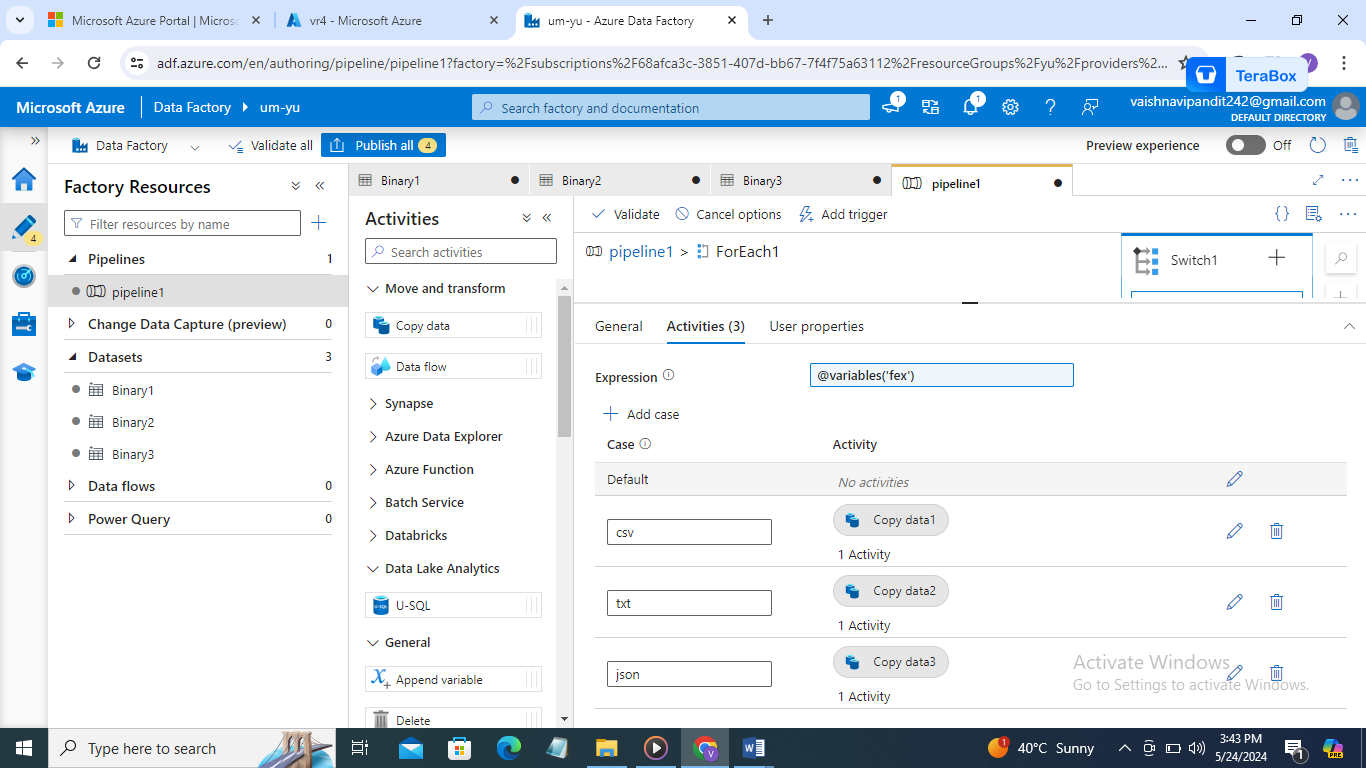 Microsoft Azure Portal | Micros
vr4 - Microsoft Azure
um-yu - Azure Data Factory
adf.azure.com/en/authoring/pipeline/pipeline1?factory=%2Fsubscriptions%2F68afca3c-3851-407d-bb67-7f4f75a63112%2FresourceGroups%2Fyu%2Fproviders%2...
TeraBox
Microsoft Azure
Data Factory
um-yu
Search factory and documentation
1
1
vaishnavipandit242@gmail.com
DEFAULT DIRECTORY
Data Factory
Validate all
Publish all 4
Preview experience
Off
Factory Resources
Binary1
Binary2
Binary3
pipeline1
4
Filter resources by name
Activities
Search activities
Validate
Cancel options
Add trigger
Pipelines 1
pipeline1
Change Data Capture (preview) 0
Datasets 3
Binary1
Binary2
Binary3
Data flows 0
Power Query 0
Move and transform
Copy data
Data flow
Synapse
Azure Data Explorer
Azure Function
Batch Service
Databricks
Data Lake Analytics
U-SQL
General
Append variable
Delete
pipeline1 > ForEach1
Switch1
General
Activities (3)
User properties
Expression
@variables('fex')
Add case
Case
Activity
Default
No activities
csv
Copy data1
1 Activity
txt
Copy data2
1 Activity
json
Copy data3
1 Activity
Activate Windows
Go to Settings to activate Windows.
Type here to search
40°C Sunny
3:43 PM
5/24/2024
1
PRE